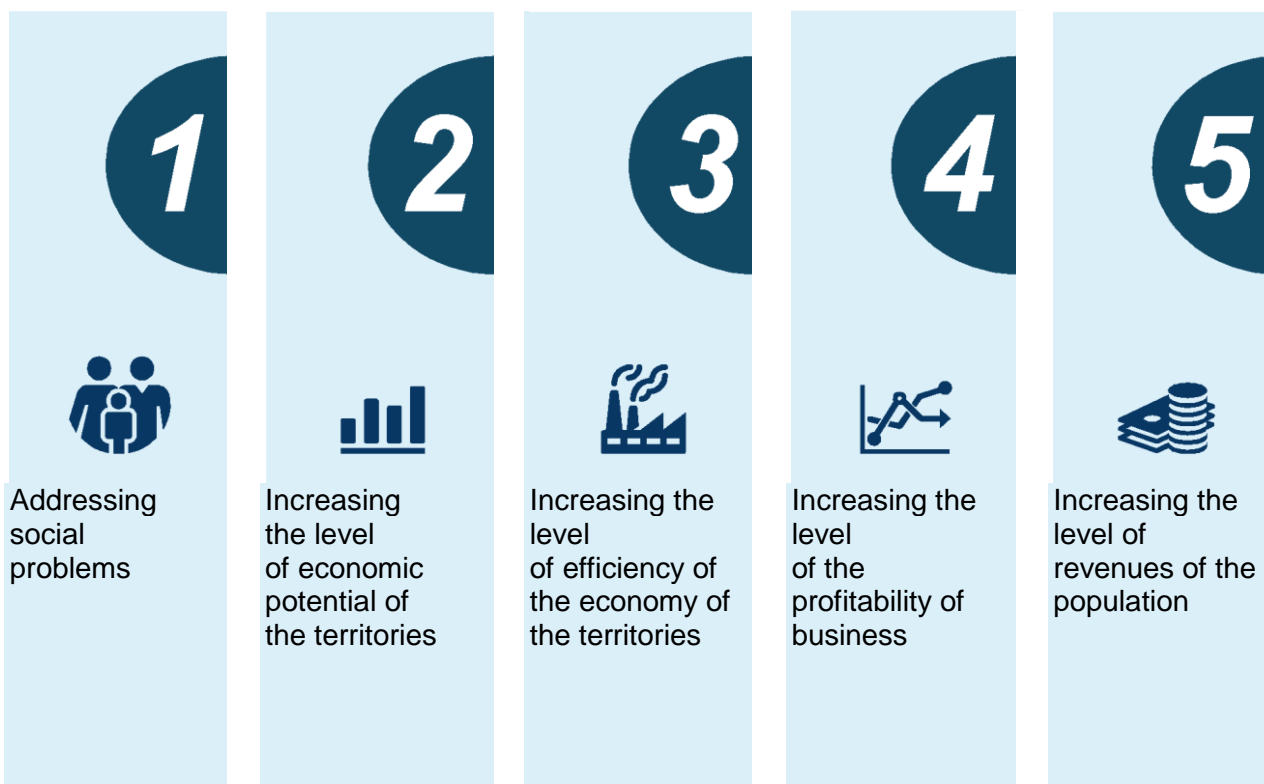 1
Addressing
social
problems
2
Increasing
the level
of economic
potential of
the territories
3
Increasing the
level
of efficiency of
the economy of
the territories
4
Increasing the
level
of the
profitability of
business
5
Increasing the
level of
revenues of the
population